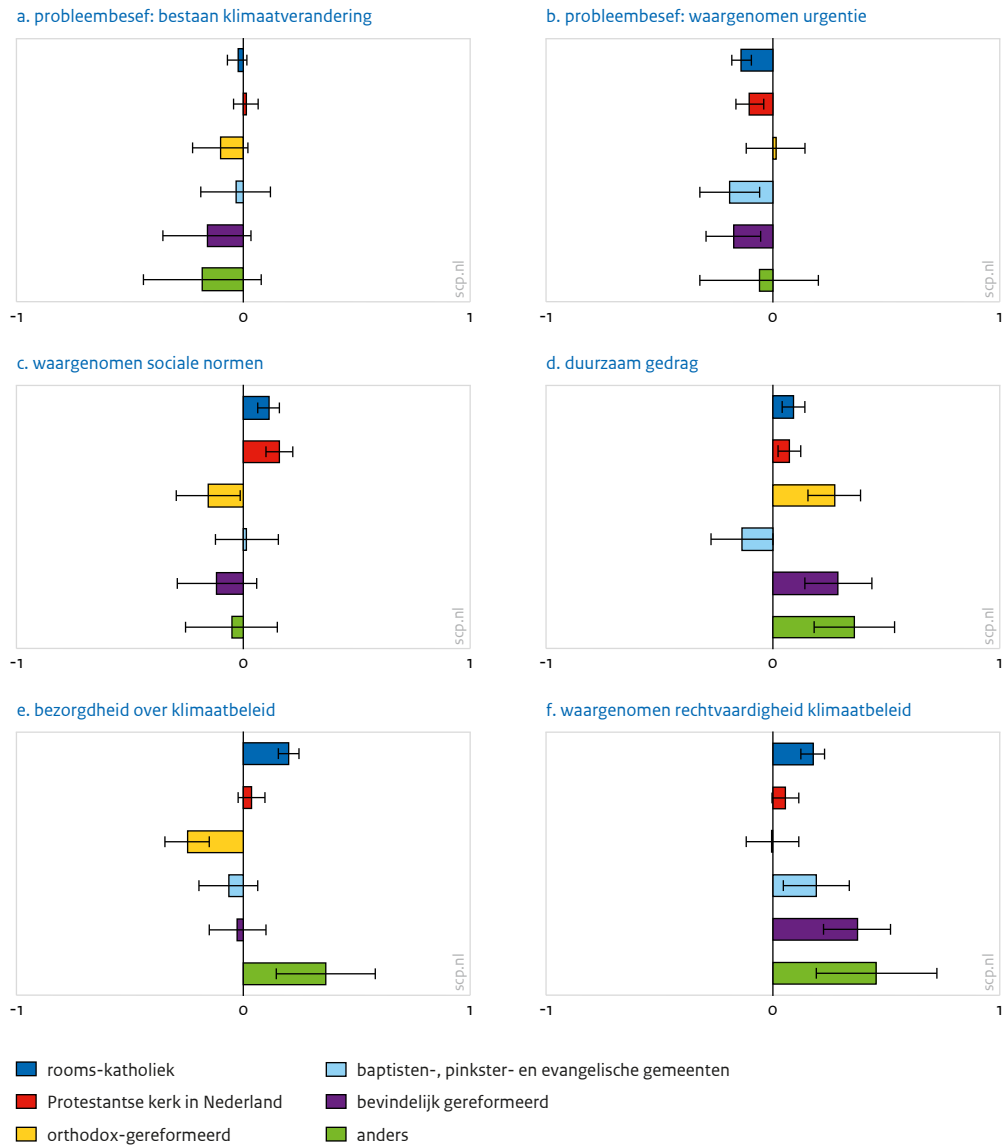 a. probleembesef: bestaan klimaatverandering
scp.nl
-1 0 1
b. probleembesef: waargenomen urgentie
scp.nl
-1 0 1
c. waargenomen sociale normen
scp.nl
-1 0 1
d. duurzaam gedrag
scp.nl
-1 0 1
e. bezorgdheid over klimaatbeleid
scp.nl
-1 0 1
f. waargenomen rechtvaardigheid klimaatbeleid
scp.nl
-1 0 1
rooms-katholiek
Protestantse kerk in Nederland
orthodox-gereformeerd
baptisten-, pinkster- en evangelische gemeenten
bevindelijk gereformeerd
anders